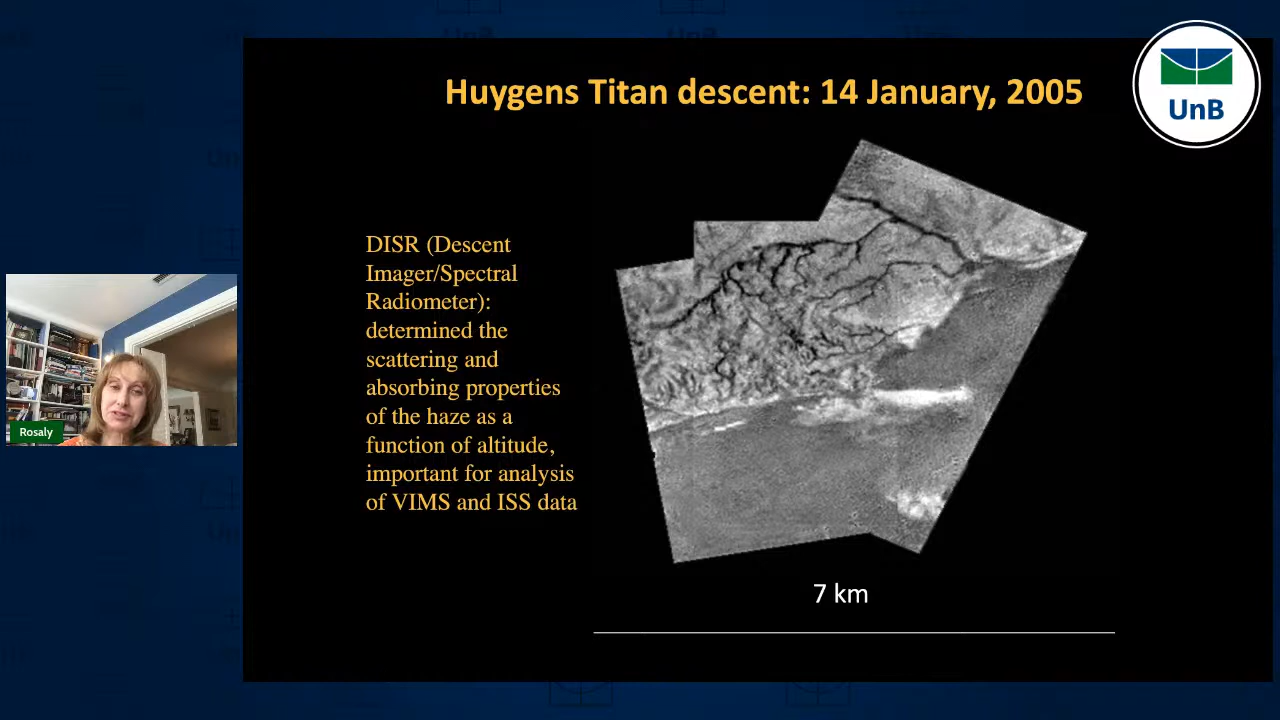 Huygens Titan descent: 14 January, 2005
UnB
DISR (Descent
Imager/Spectral
Radiometer):
determined the
scattering and
absorbing properties
of the haze as a
function of altitude,
important for analysis
of VIMS and ISS data
Rosaly
7 km